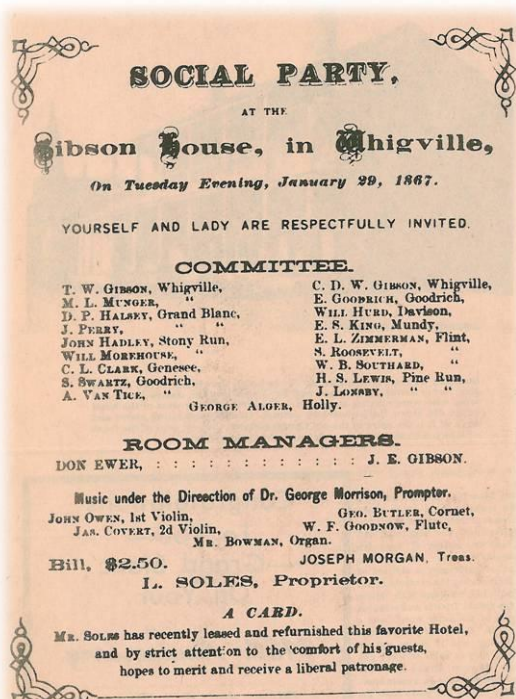 SOCIAL PARTY,
AT THE
Gibson House, in Whigville,
On Tuesday Evening, January 29, 1867.
YOURSELF AND LADY ARE RESPECTFULLY INVITED.
COMMITTEE.
T. W. GIBSON, Whigville,
M. L. MUNGER, “
D. P. HALSEY, Grand Blanc,
J. PERRY, “ “
JOHN HADLEY, Stony Run,
WILL MOREHOUSE, “
C. L. CLARK, Genesee,
S. SWARTZ, Goodrich,
A. VAN TICE, “
C. D. W. GIBSON, Whigville,
E. GOODRICH, Goodrich,
WILL HURD, Davison,
E. S. KING, Mundy,
E. L. ZIMMERMAN, Flint,
S. ROOSEVELT, “
W. B. SOUTHARD, “
H. S. LEWIS, Pine Run,
J. LONSBY, “ “
GEORGE ALGER, Holly.
ROOM MANAGERS.
DON EWER, : : : : : : : : : : : : J. E. GIBSON.
Music under the Direection of Dr. George Morrison, Prompter.
JOHN OWEN, 1st Violin, GEO. BUTLER, Cornet,
JAS. COVERT, 2d Violin, W. F. GOODNOW, Flute,
MR. BOWMAN, Organ.
Bill, $2.50. JOSEPH MORGAN, Treas.
L. SOLES, Proprietor.
A CARD.
MR. SOLES has recently leased and refurnished this favorite Hotel,
and by strict attent'on to the 'comfort of his guests,
hopes to merit and receive a liberal patronage.